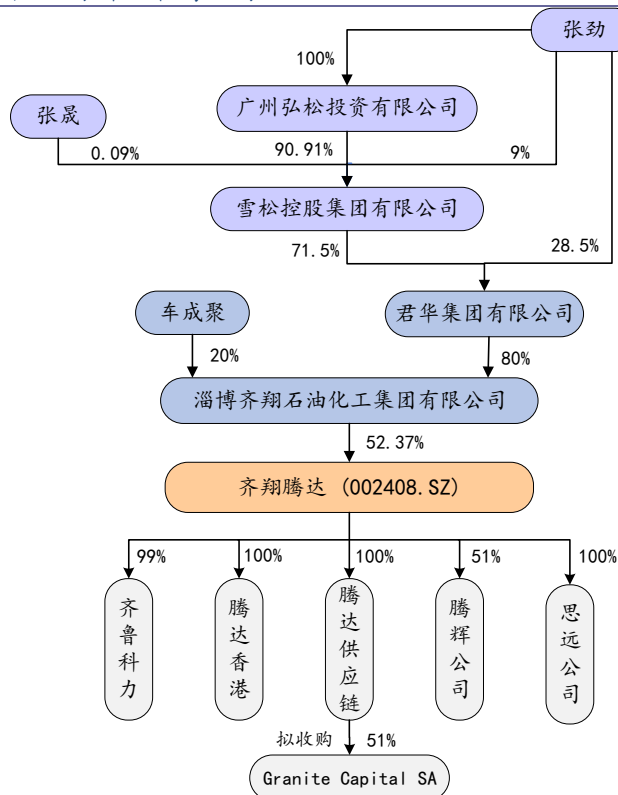 张劲
100%
广州弘松投资有限公司
张晟
0.09%
90.91%
9%
雪松控股集团有限公司
71.5%
28.5%
车成聚
君华集团有限公司
20%
80%
淄博齐翔石油化工集团有限公司
52.37%
齐翔腾达 (002408.SZ)
99%
100%
100%
51%
100%
齐鲁科力
腾达香港
腾达供应链
腾辉公司
思远公司
拟收购
51%
Granite Capital SA